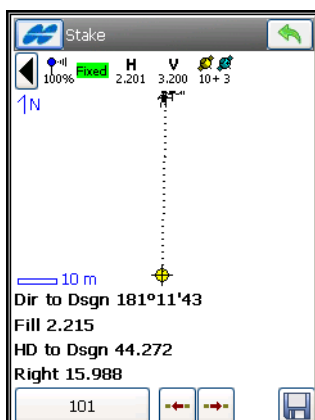 Stake
100% Fixed H 2.201 V 3.200 10+3
N
10 m
Dir to Dsgn 181°11'43
Fill 2.215
HD to Dsgn 44.272
Right 15.988
101